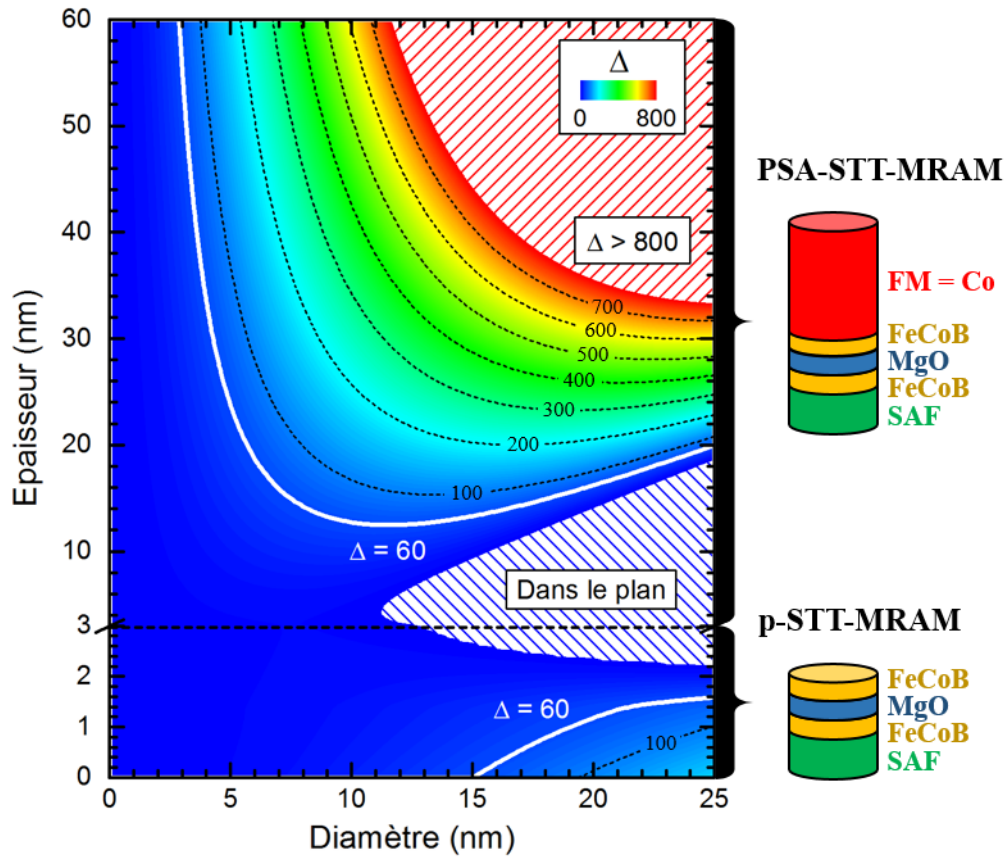 60
50
40
30
20
10
3
2
1
0
Epaisseur (nm)
0
5
10
15
20
25
Diamètre (nm)
Δ
0
800
Δ > 800
700
600
500
400
300
200
100
Δ = 60
Dans le plan
Δ = 60
100
PSA-STT-MRAM
FM = Co
FeCoB
MgO
FeCoB
SAF
p-STT-MRAM
FeCoB
MgO
FeCoB
SAF